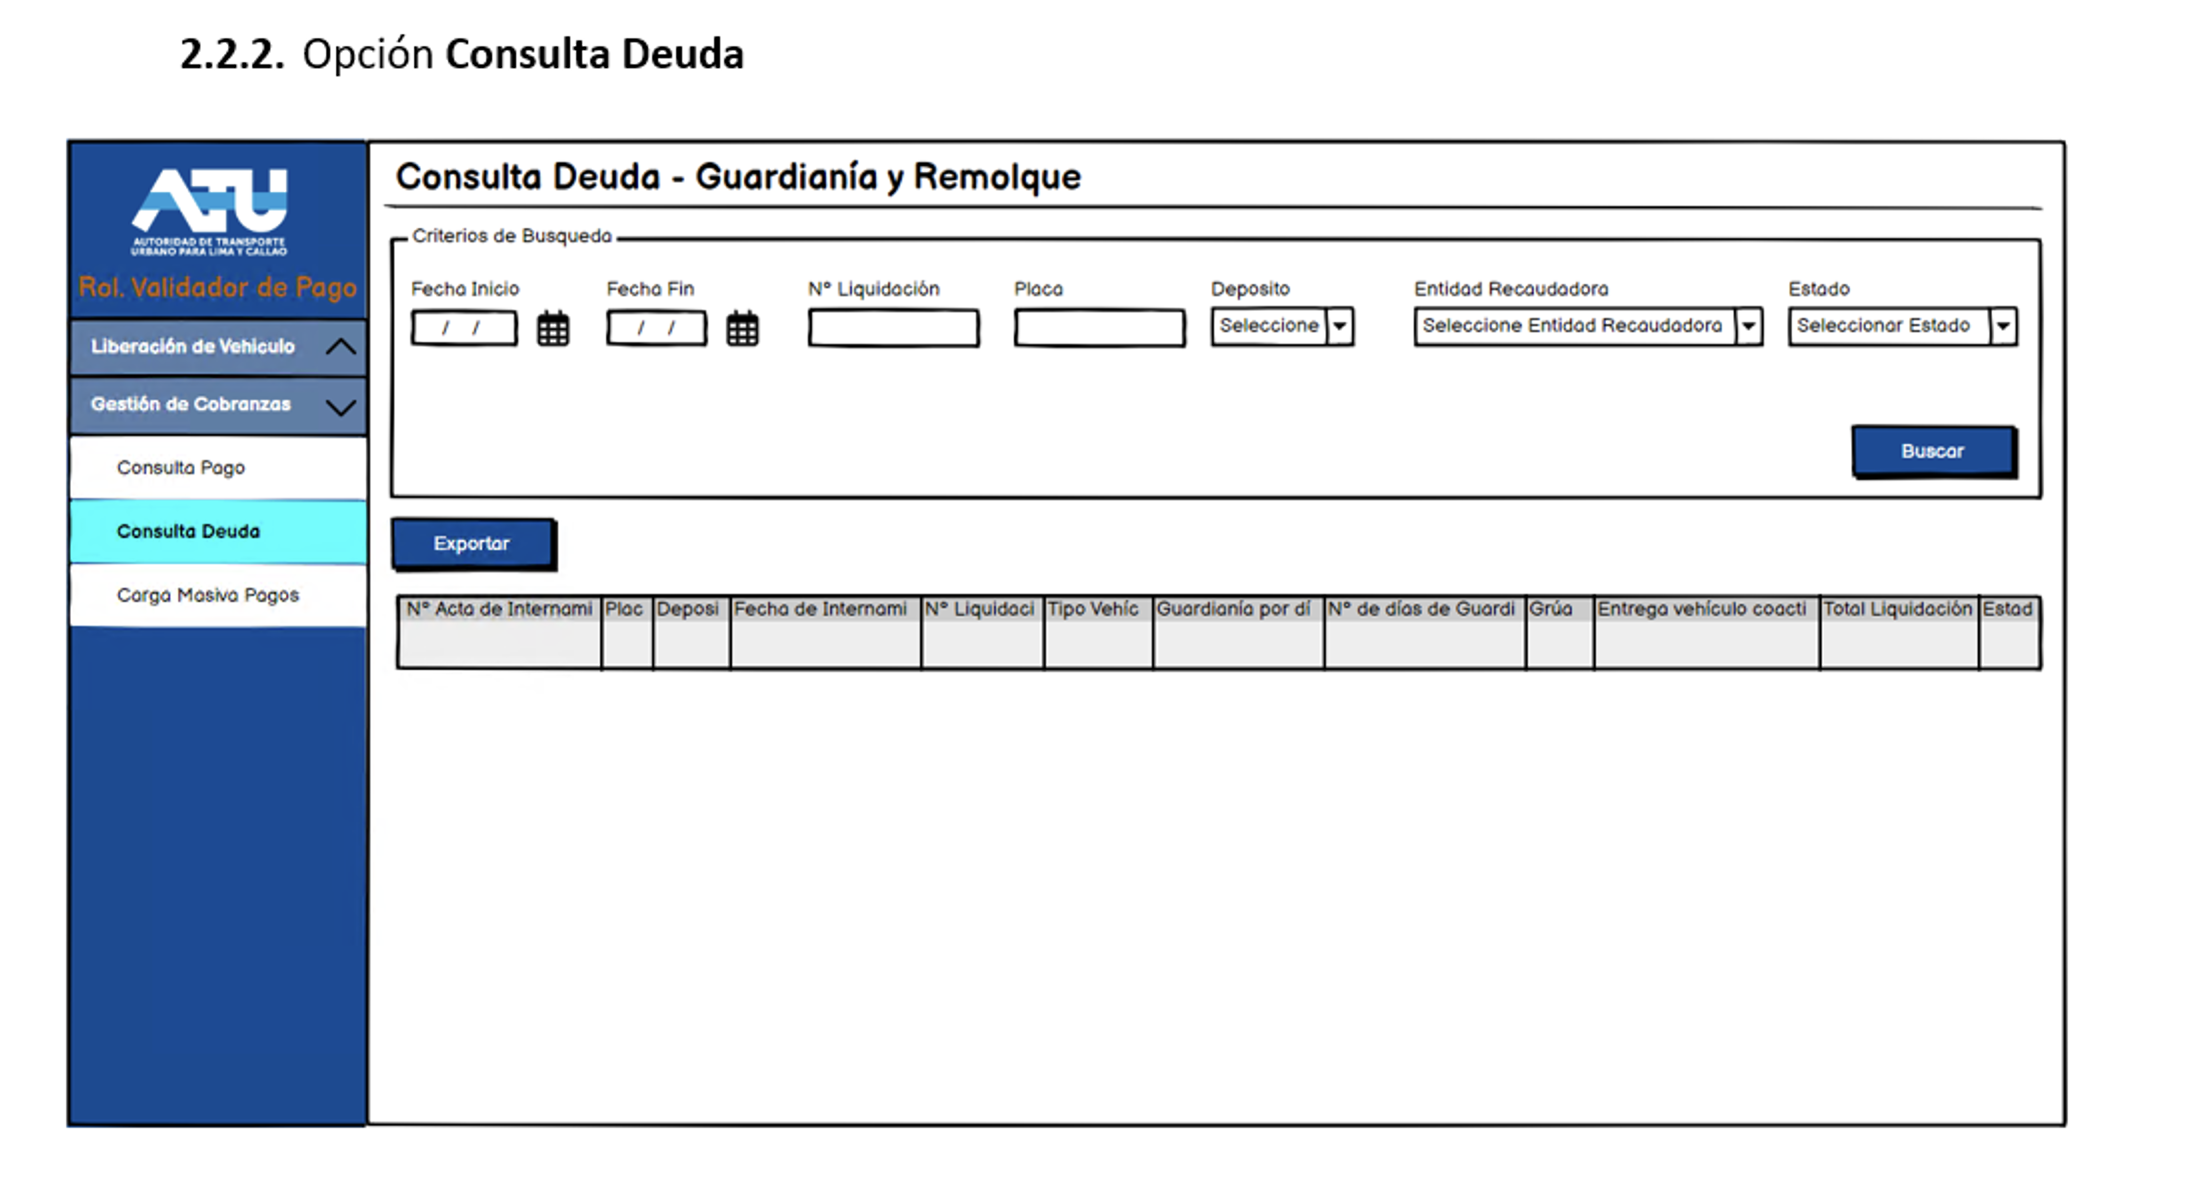 2.2.2. Opción Consulta Deuda
ATU
AUTORIDAD DE TRANSPORTE
URBANO PARA LIMA Y CALLAO
Rol. Validador de Pago
Liberación de Vehiculo
Gestión de Cobranzas
Consulta Pago
Consulta Deuda
Carga Masiva Pagos
Consulta Deuda - Guardianía y Remolque
Criterios de Busqueda
Fecha Inicio Fecha Fin N° Liquidación Placa Deposito Entidad Recaudadora Estado
/ / / / Seleccione Seleccione Entidad Recaudadora Seleccionar Estado
Buscar
Exportar
N° Acta de Internami Plac Deposi Fecha de Internami N° Liquidaci Tipo Vehíc Guardianía por dí N° de días de Guardi Grúa Entrega vehículo coacti Total Liquidación Estad